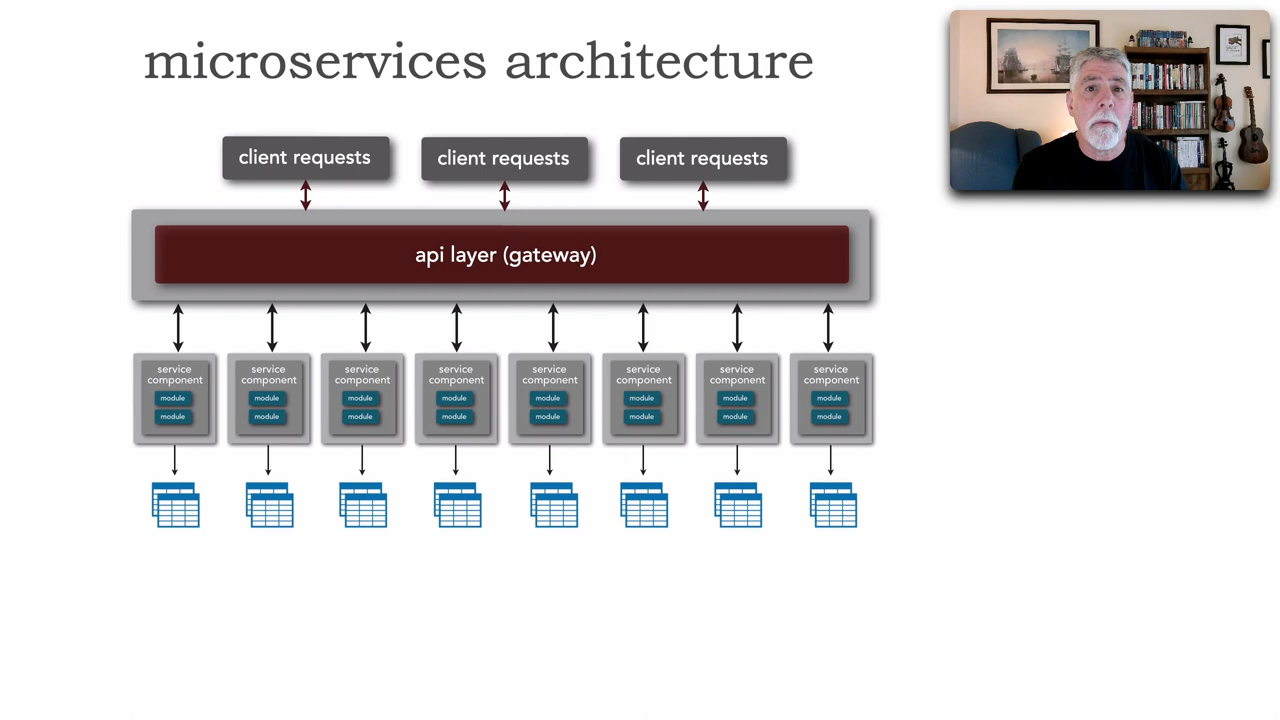 microservices architecture
client requests
client requests
client requests
api layer (gateway)
service
component
module
module
service
component
module
module
service
component
module
module
service
component
module
module
service
component
module
module
service
component
module
module
service
component
module
module
service
component
module
module